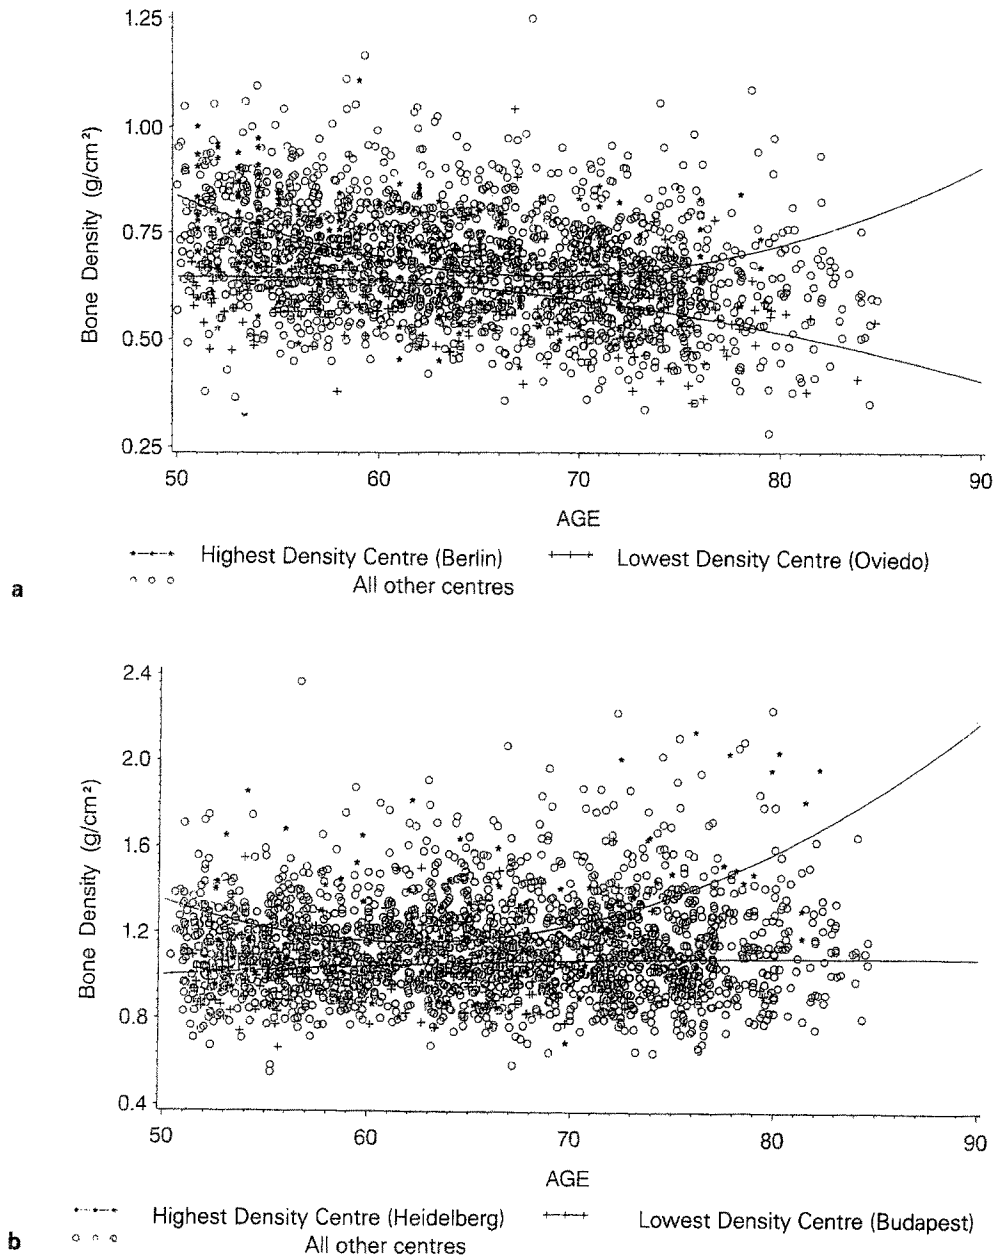 1.25
1.00
0.75
0.50
0.25
Bone Density (g/cm²)
50 60 70 80 90
AGE
Highest Density Centre (Berlin) Lowest Density Centre (Oviedo)
All other centres
a
2.4
2.0
1.6
1.2
0.8
0.4
Bone Density (g/cm²)
50 60 70 80 90
AGE
Highest Density Centre (Heidelberg) Lowest Density Centre (Budapest)
All other centres
b